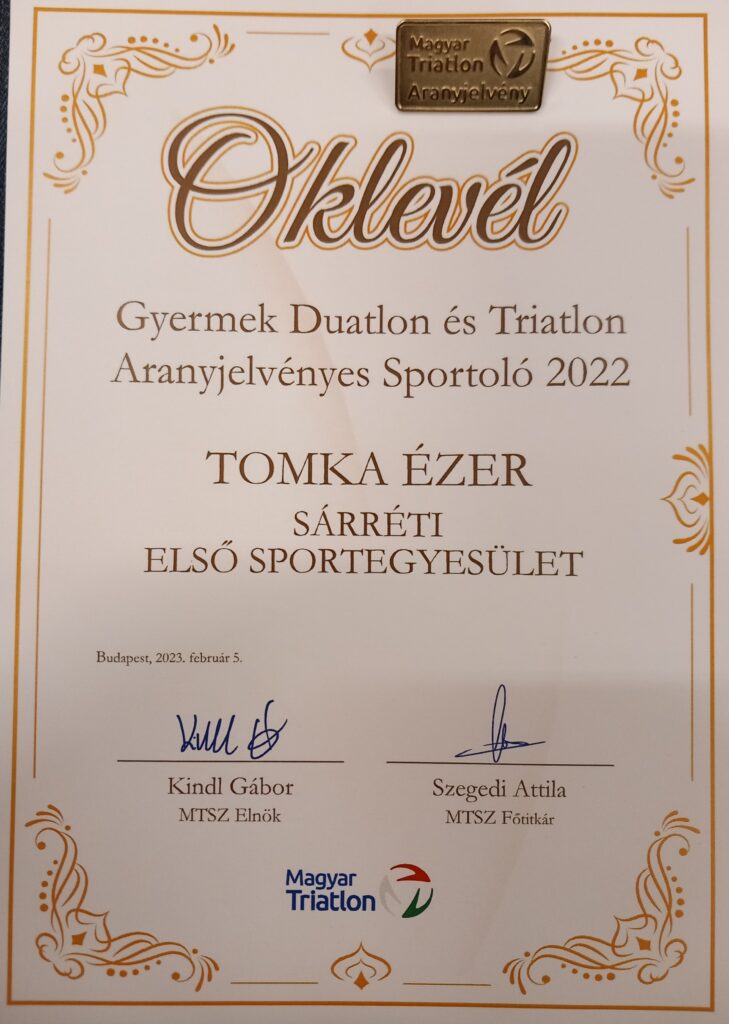 Magyar
Triatlon
Aranyjelvény
Oklevél
Gyermek Duatlon és Triatlon
Aranyjelvényes Sportoló 2022
TOMKA ÉZER
SÁRRÉTI
ELSŐ SPORTEGYESÜLET
Budapest, 2023. február 5.
Kindl Gábor
MTSZ Elnök
Szegedi Attila
MTSZ Főtitkár
Magyar
Triatlon